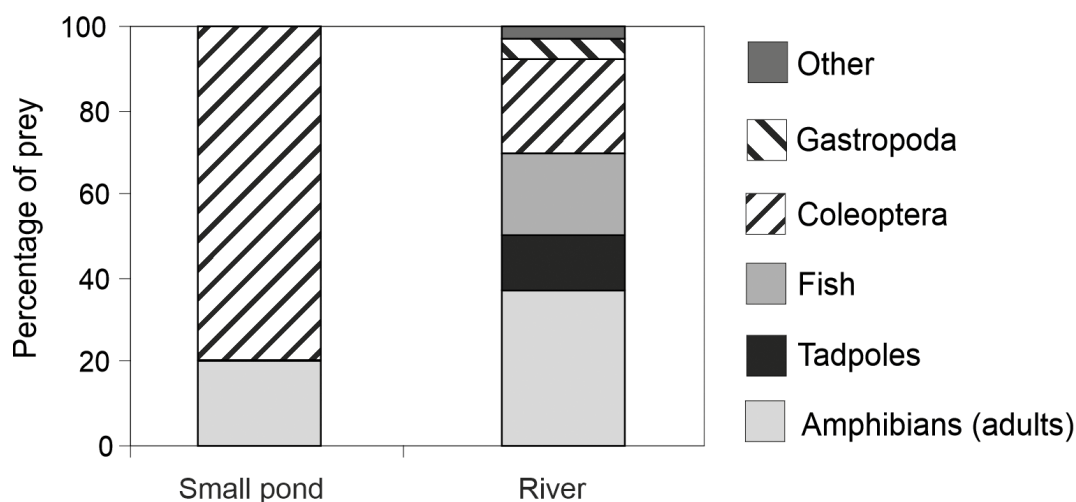 Percentage of prey
100
80
60
40
20
0
Small pond
River
Other
Gastropoda
Coleoptera
Fish
Tadpoles
Amphibians (adults)